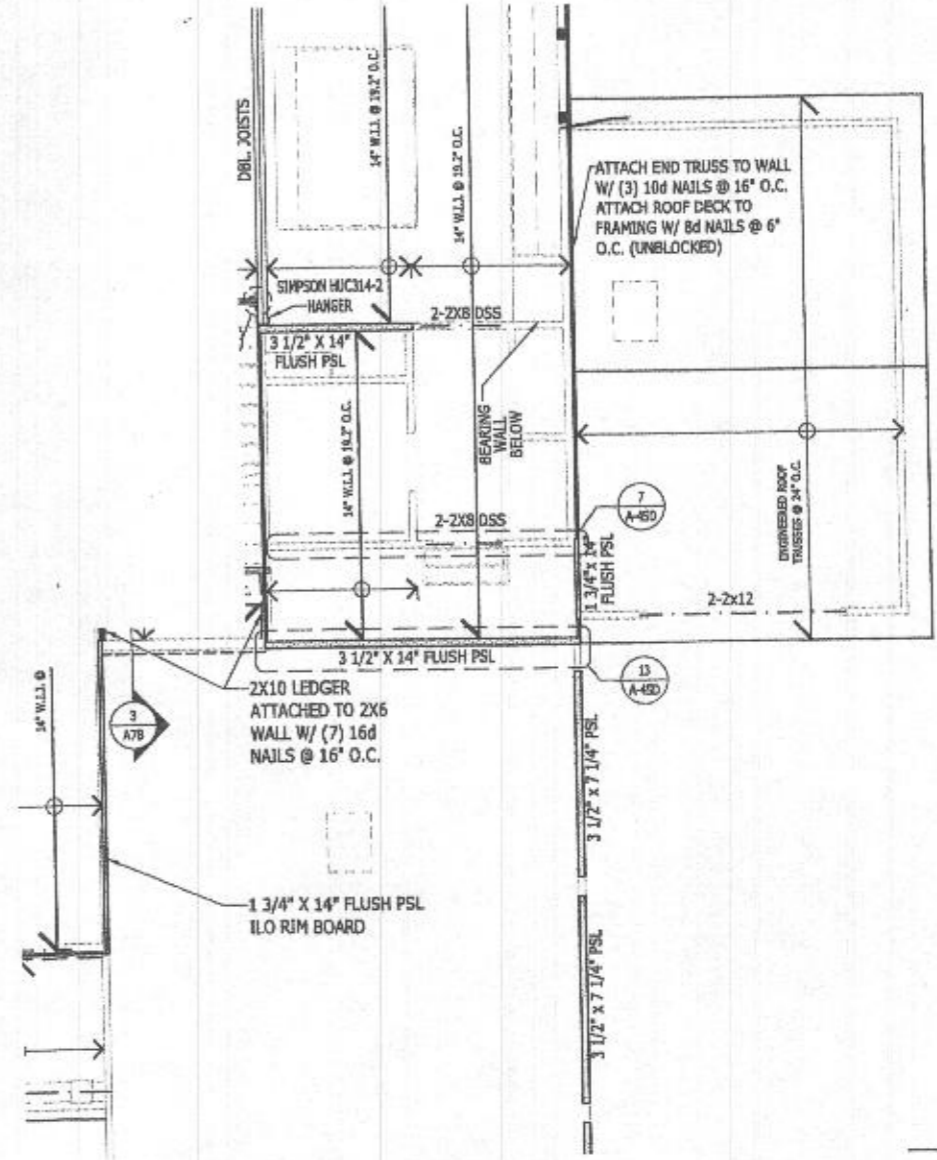 DBL. JOISTS
14" W.I.J. @ 19.2" O.C.
14" W.I.J. @ 19.2" O.C.
ATTACH END TRUSS TO WALL
W/ (3) 10d NAILS @ 16" O.C.
ATTACH ROOF DECK TO
FRAMING W/ 8d NAILS @ 6"
O.C. (UNBLOCKED)
SIMPSON HUC314-2
HANGER
2-2X8 DSS
3 1/2" X 14"
FLUSH PSL
BEARING
WALL
BELOW
14" W.I.J. @ 19.2" O.C.
ENGINEERED ROOF
TRUSSES @ 24" O.C.
7
A-45D
2-2X8 DSS
1 3/4" X 14"
FLUSH PSL
2-2x12
3 1/2" X 14" FLUSH PSL
13
A-45D
14" W.I.J. @
3
A7B
2X10 LEDGER
ATTACHED TO 2X6
WALL W/ (7) 16d
NAILS @ 16" O.C.
3 1/2" x 7 1/4" PSL
1 3/4" X 14" FLUSH PSL
ILO RIM BOARD
3 1/2" x 7 1/4" PSL